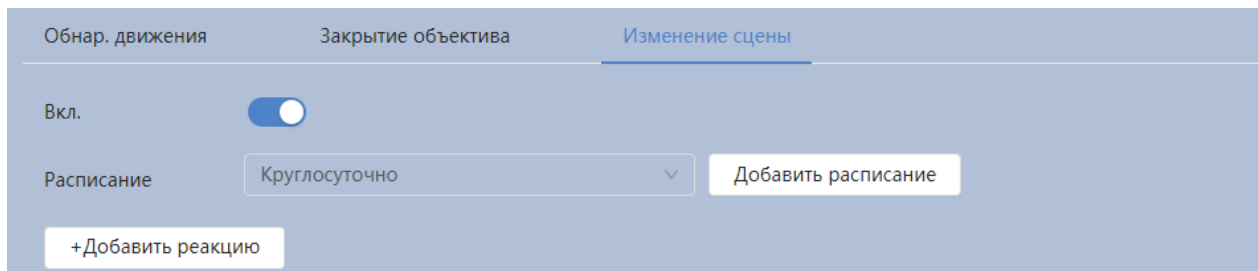 Обнар. движения Закрытие объектива Изменение сцены
Вкл.
Расписание Круглосуточно Добавить расписание
+Добавить реакцию